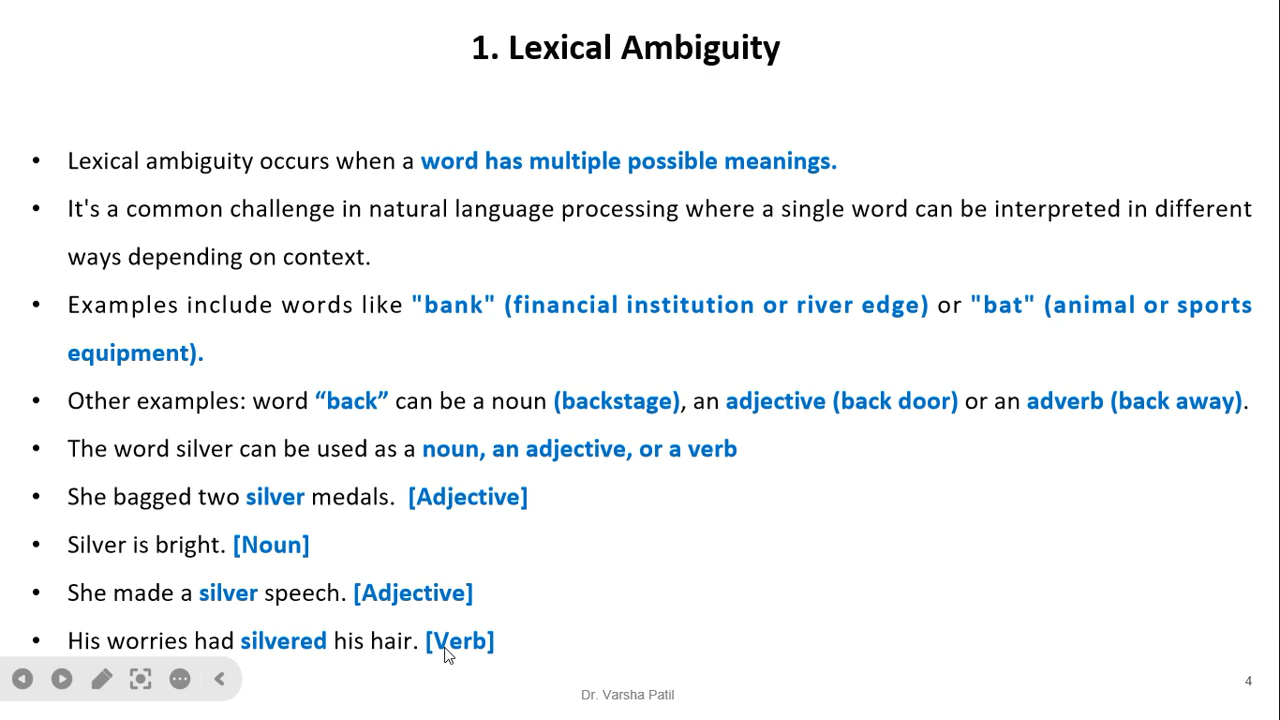 1. Lexical Ambiguity
• Lexical ambiguity occurs when a word has multiple possible meanings.
• It's a common challenge in natural language processing where a single word can be interpreted in different
ways depending on context.
• Examples include words like "bank" (financial institution or river edge) or "bat" (animal or sports
equipment).
• Other examples: word “back” can be a noun (backstage), an adjective (back door) or an adverb (back away).
• The word silver can be used as a noun, an adjective, or a verb
• She bagged two silver medals. [Adjective]
• Silver is bright. [Noun]
• She made a silver speech. [Adjective]
• His worries had silvered his hair. [Verb]
4
Dr. Varsha Patil